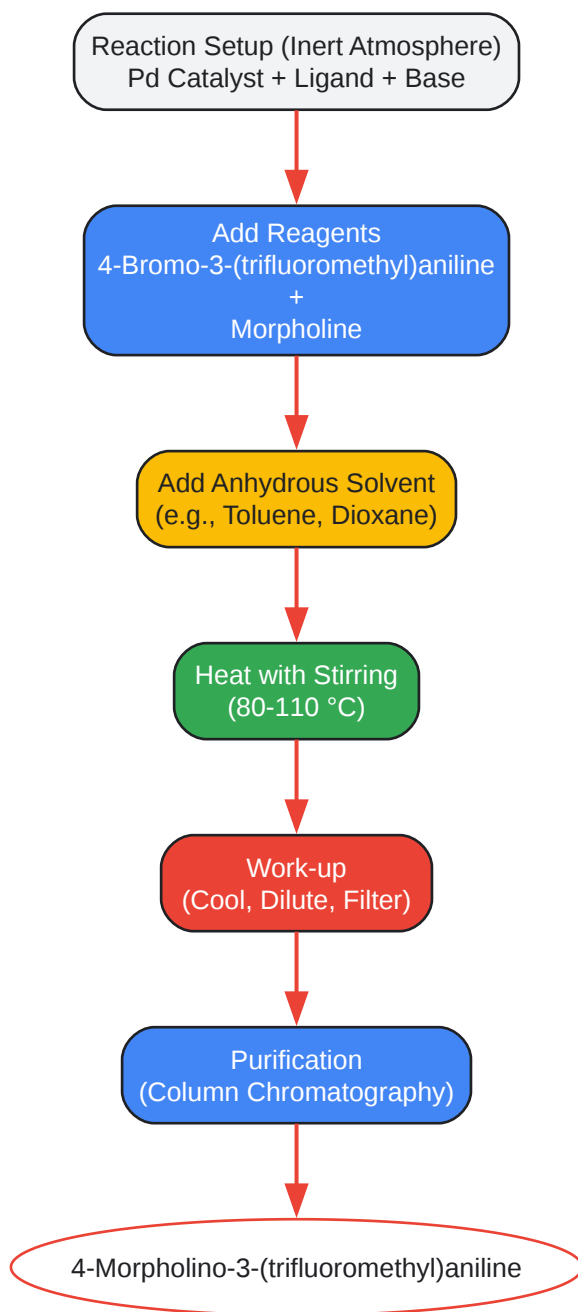 Reaction Setup (Inert Atmosphere)
Pd Catalyst + Ligand + Base
Add Reagents
4-Bromo-3-(trifluoromethyl)aniline
+
Morpholine
Add Anhydrous Solvent
(e.g., Toluene, Dioxane)
Heat with Stirring
(80-110 °C)
Work-up
(Cool, Dilute, Filter)
Purification
(Column Chromatography)
4-Morpholino-3-(trifluoromethyl)aniline